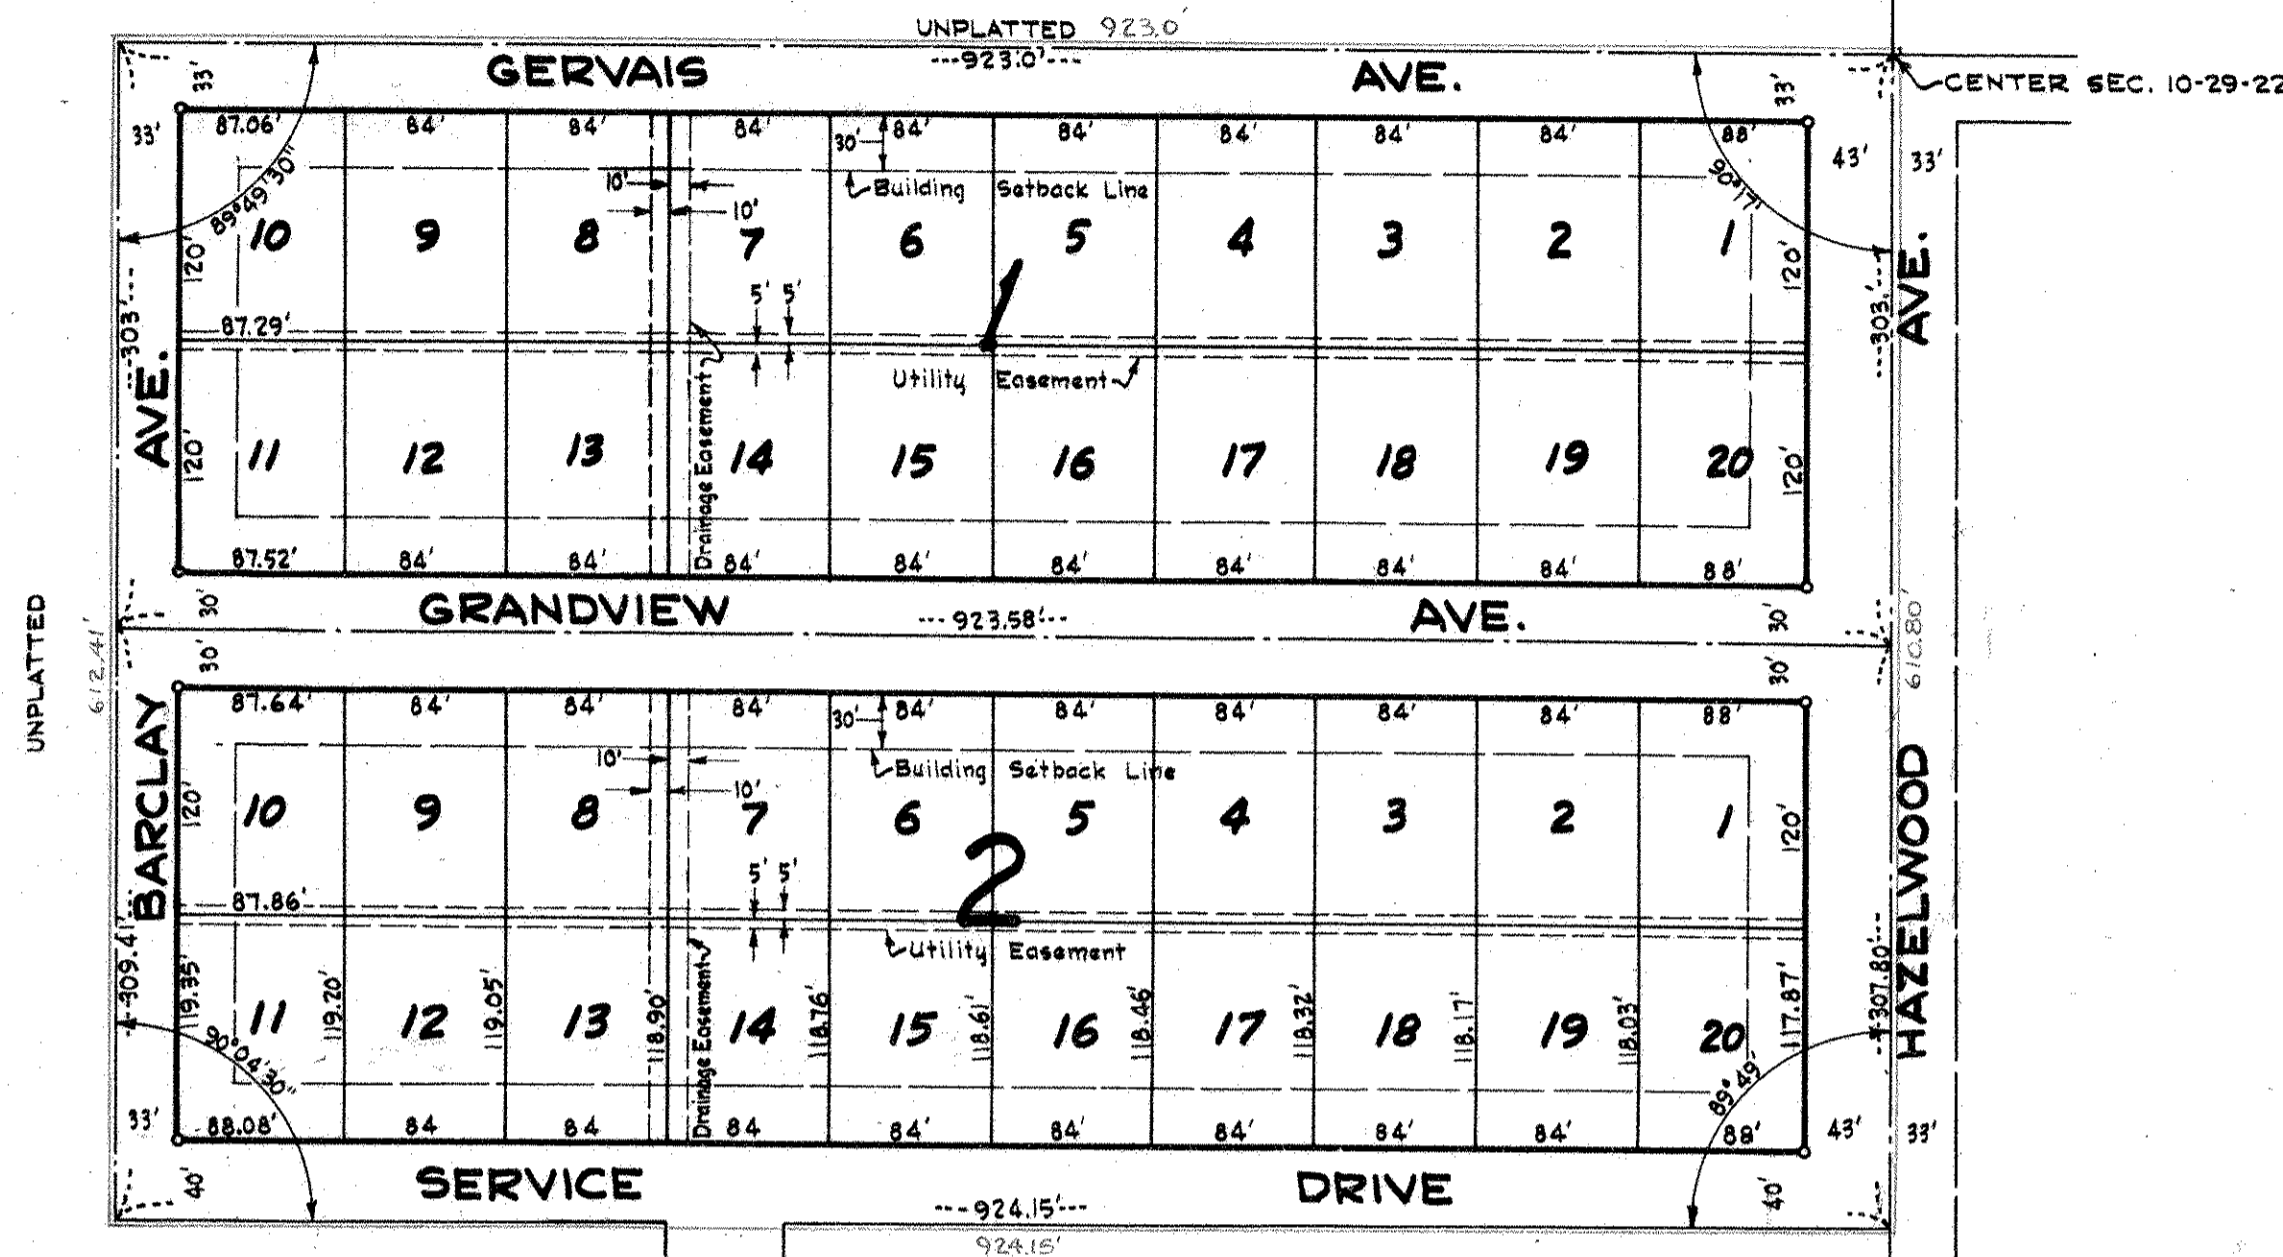 UNPLATTED 923.0'
---923.0'---
GERVAIS AVE.
CENTER SEC. 10-29-22
33' 33'
33' 87.06' 84' 84' 84' 84' 84' 84' 84' 84' 88' 43' 33'
30'
89°49'30" 90°17'
10' Building Setback Line
10'
10 9 8 7 6 5 4 3 2 1
120' 120'
1
5' 5'
---303'--- ---303.'---
87.29'
Utility Easement
Drainage Easement
11 12 13 14 15 16 17 18 19 20
120' 120'
87.52' 84' 84' 84' 84' 84' 84' 84' 84' 88'
30' 30'
GRANDVIEW AVE.
---923.58'---
UNPLATTED
612.41'
610.80'
BARCLAY AVE.
HAZELWOOD AVE.
30' 30'
87.64' 84' 84' 84' 84' 84' 84' 84' 84' 88'
30'
10' Building Setback Line
10'
10 9 8 7 6 5 4 3 2 1
120' 120'
2
5' 5'
87.86'
Utility Easement
Drainage Easement
---309.41'--- ---307.80'---
119.35' 119.20' 119.05' 118.90' 118.76' 118.61' 118.46' 118.32' 118.17' 118.03' 117.87'
11 12 13 14 15 16 17 18 19 20
90°04'30" 89°49'
33' 88.08' 84 84 84 84' 84' 84' 84' 84' 88' 43' 33'
40' 40'
SERVICE DRIVE
---924.15'---
924.15'